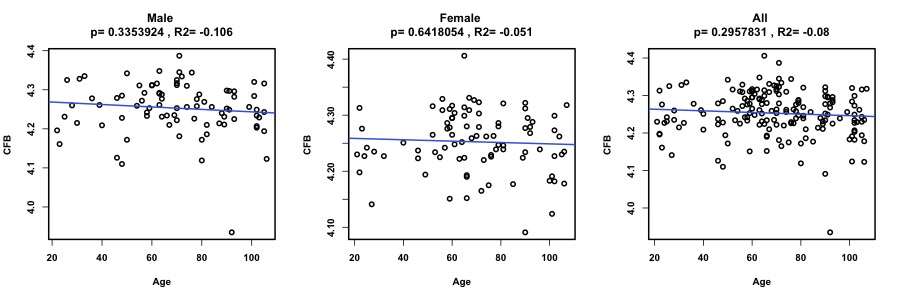 Male
p= 0.3353924 , R2= -0.106
CFB
4.4
4.3
4.2
4.1
4.0
20 40 60 80 100
Age
Female
p= 0.6418054 , R2= -0.051
CFB
4.40
4.30
4.20
4.10
20 40 60 80 100
Age
All
p= 0.2957831 , R2= -0.08
CFB
4.4
4.3
4.2
4.1
4.0
20 40 60 80 100
Age